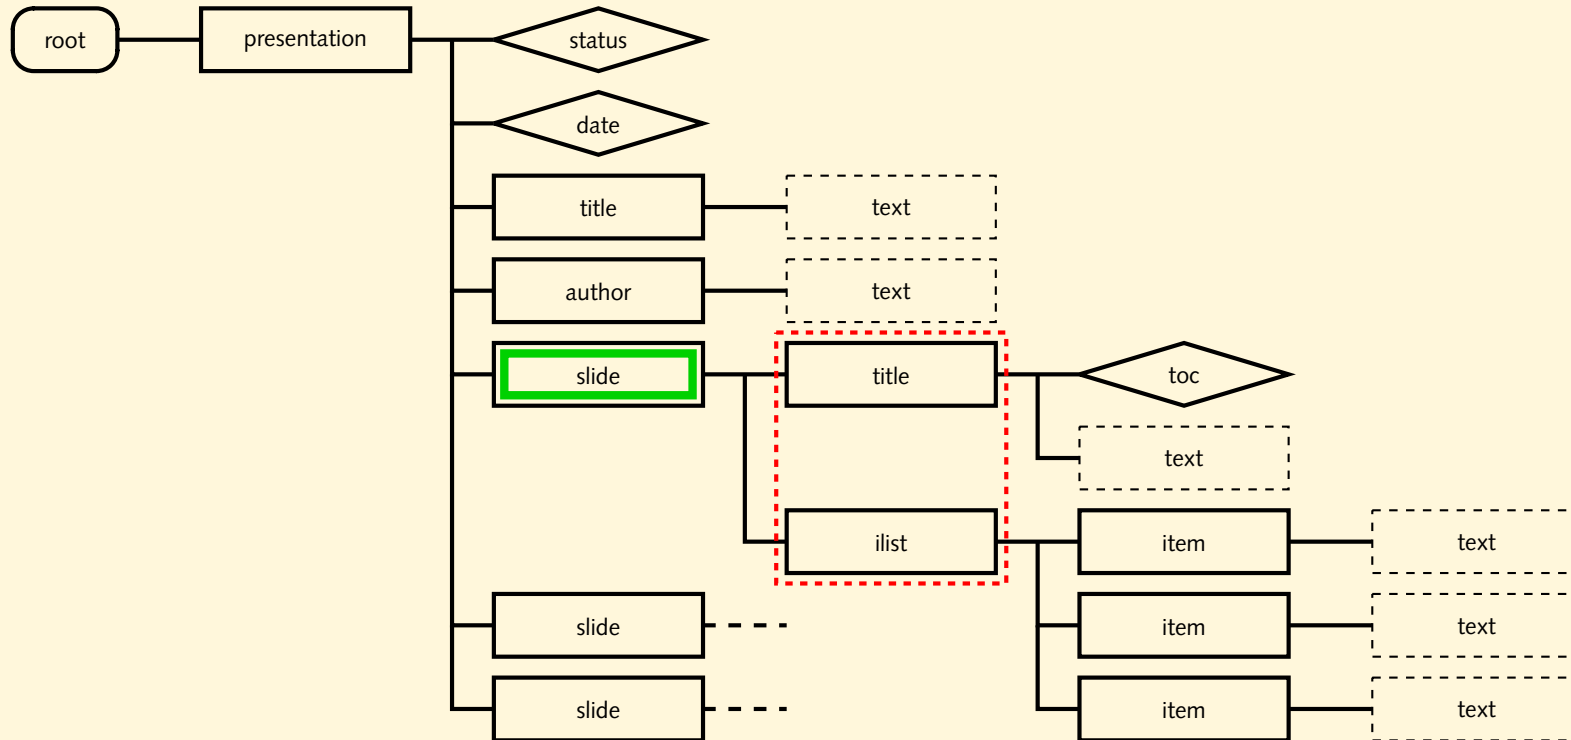 root presentation status
date
title text
author text
slide title toc
text
ilist item text
slide item text
slide item text